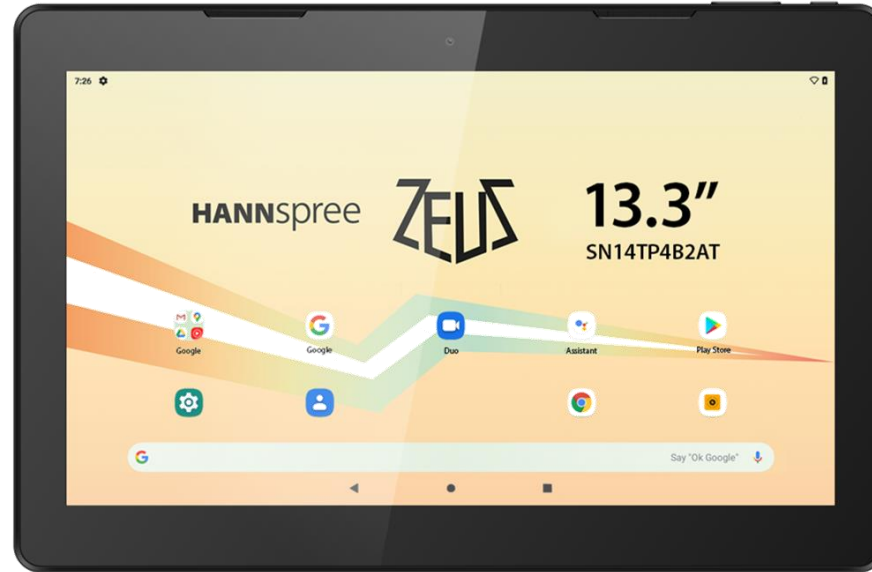 7:26
HANNspree ZEUS 13.3”
SN14TP4B2AT
Google Google Duo Assistant Play Store
Say "Ok Google"